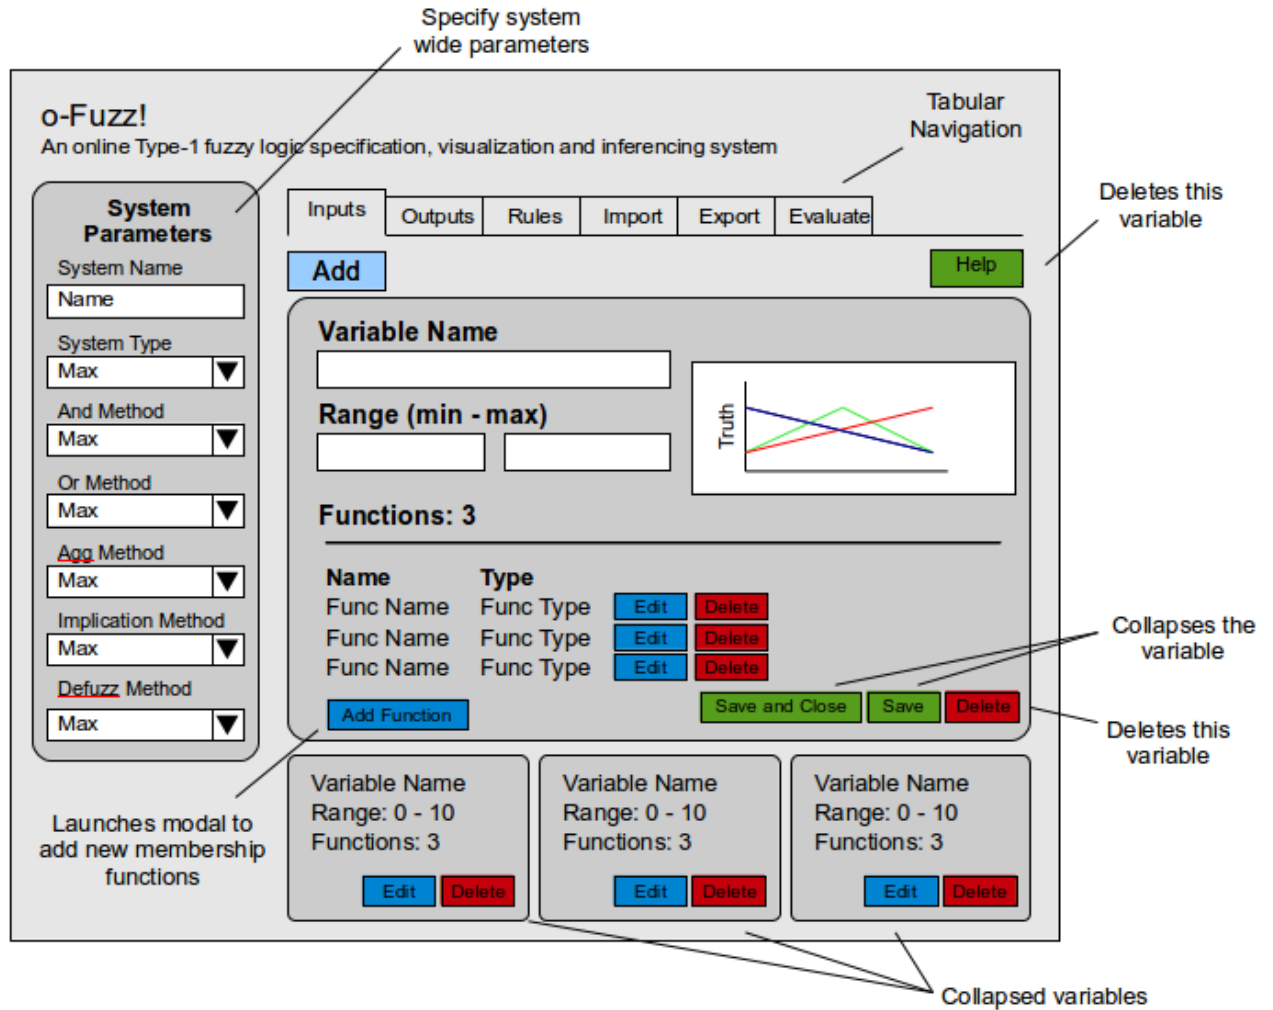 Specify system
wide parameters
o-Fuzz!
An online Type-1 fuzzy logic specification, visualization and inferencing system
Tabular
Navigation
Deletes this
variable
System
Parameters
System Name
Name
System Type
Max
And Method
Max
Or Method
Max
Agg Method
Max
Implication Method
Max
Defuzz Method
Max
Inputs Outputs Rules Import Export Evaluate
Add Help
Variable Name
Range (min - max)
Truth
Functions: 3
Name Type
Func Name Func Type Edit Delete
Func Name Func Type Edit Delete
Func Name Func Type Edit Delete
Add Function Save and Close Save Delete
Collapses the
variable
Deletes this
variable
Launches modal to
add new membership
functions
Variable Name
Range: 0 - 10
Functions: 3
Edit Delete
Variable Name
Range: 0 - 10
Functions: 3
Edit Delete
Variable Name
Range: 0 - 10
Functions: 3
Edit Delete
Collapsed variables